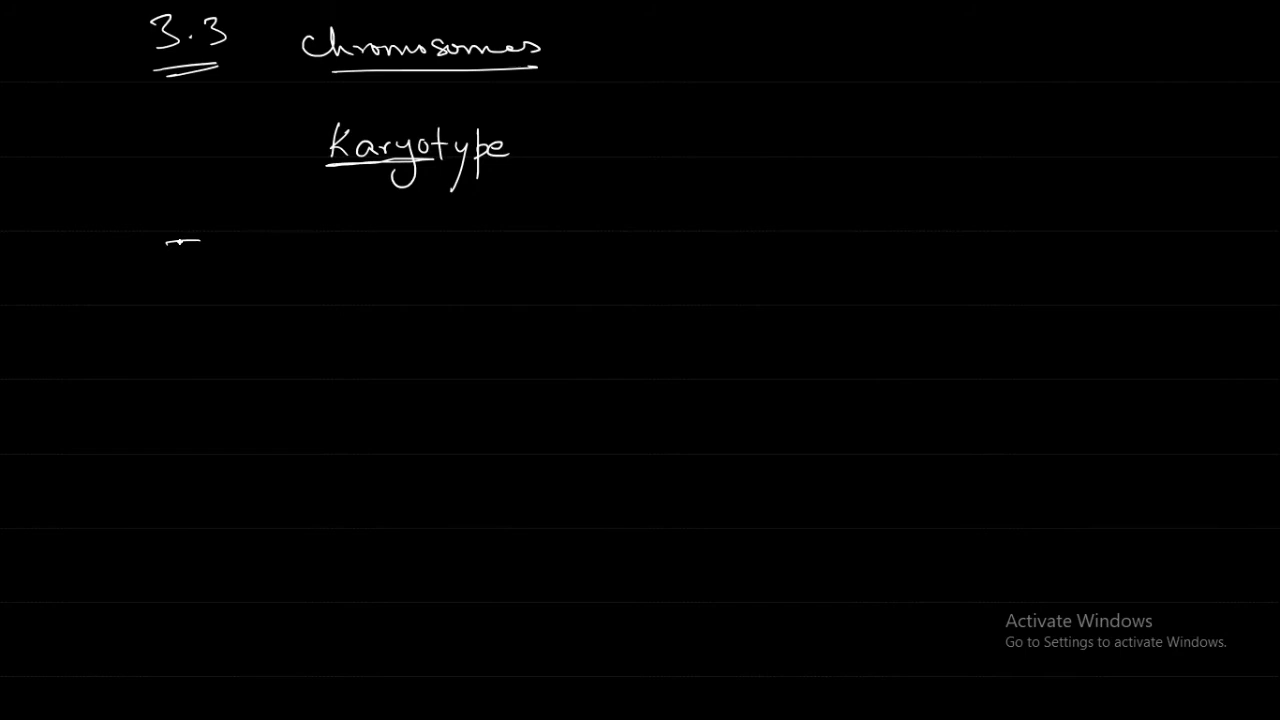 3.3 Chromosomes
Karyotype
Activate Windows
Go to Settings to activate Windows.